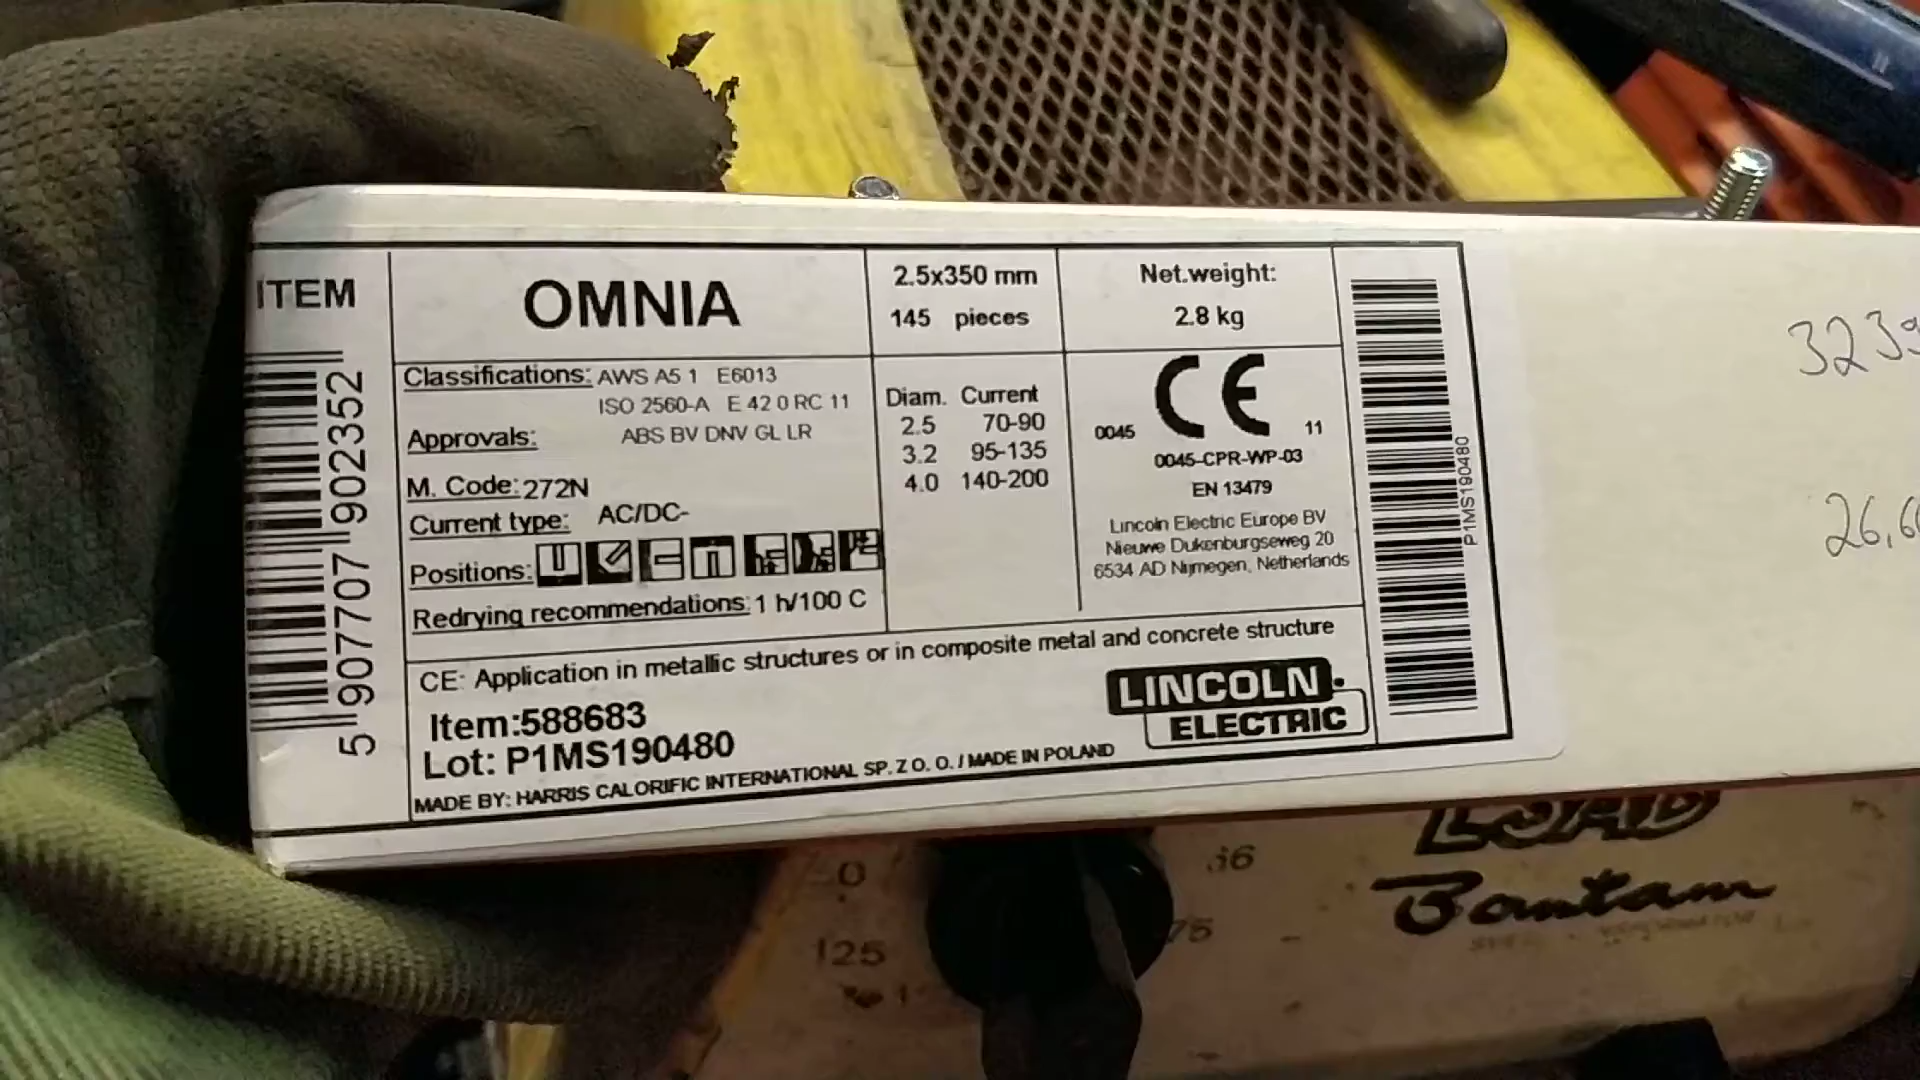 ITEM
5 907707 902352
OMNIA
2.5x350 mm
145 pieces
Net.weight:
2.8 kg
Classifications: AWS A5 1 E6013
ISO 2560-A E 42 0 RC 11
Approvals: ABS BV DNV GL LR
M. Code: 272N
Current type: AC/DC-
Positions:
Redrying recommendations: 1 h/100 C
Diam. Current
2.5 70-90
3.2 95-135
4.0 140-200
CE
0045 11
0045-CPR-WP-03
EN 13479
Lincoln Electric Europe BV
Nieuwe Dukenburgseweg 20
6534 AD Nijmegen, Netherlands
CE: Application in metallic structures or in composite metal and concrete structure
Item:588683
Lot: P1MS190480
MADE BY: HARRIS CALORIFIC INTERNATIONAL SP. Z O. O. / MADE IN POLAND
LINCOLN
ELECTRIC
P1MS190480
323
26,6
0
125
75
Bantam